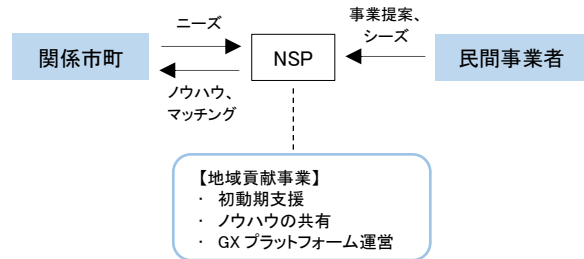 ニーズ
事業提案、
シーズ
関係市町
NSP
民間事業者
ノウハウ、
マッチング
【地域貢献事業】
・ 初動期支援
・ ノウハウの共有
・ GX プラットフォーム運営